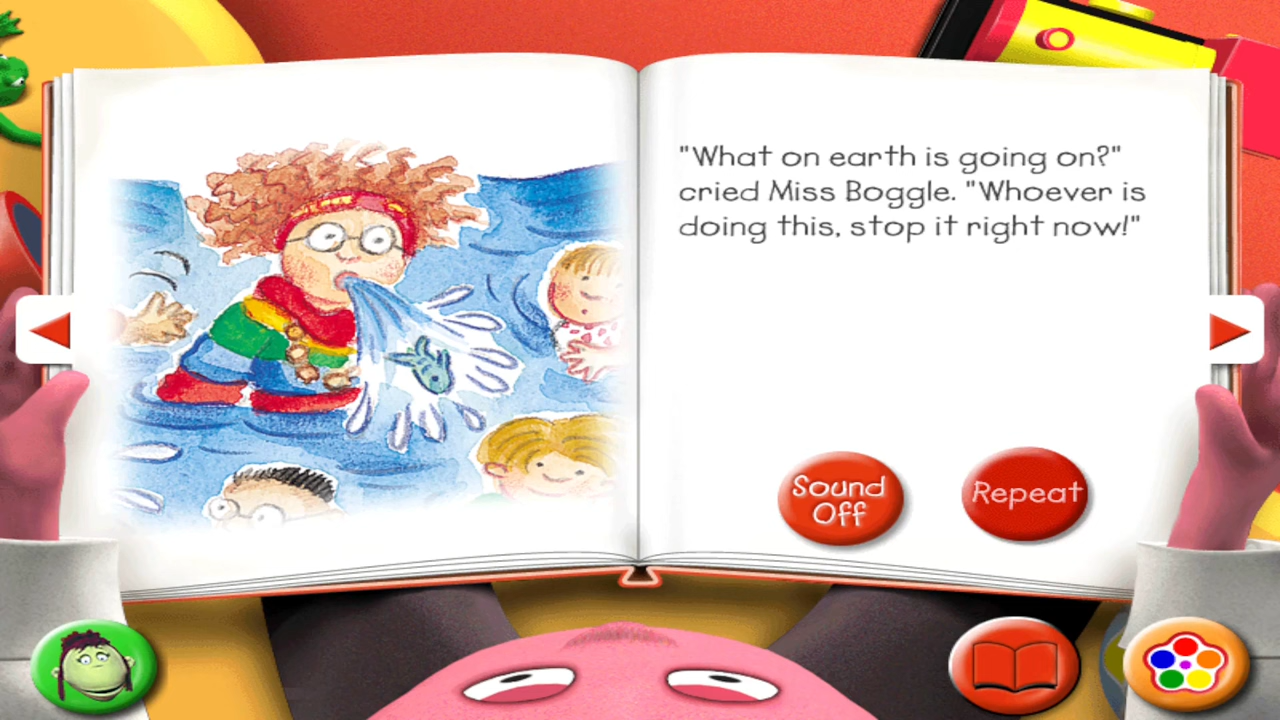 "What on earth is going on?"
cried Miss Boggle. "Whoever is
doing this, stop it right now!"
Sound
Off
Repeat